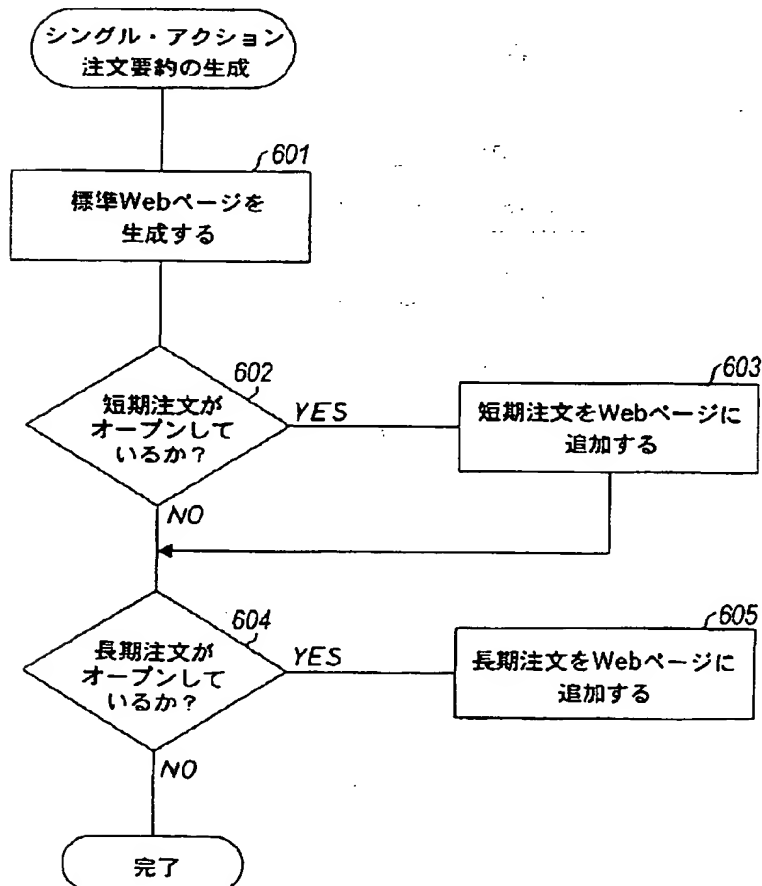 シングル・アクション
注文要約の生成
601
標準Webページを
生成する
602
短期注文が
オープンして
いるか？
YES
NO
603
短期注文をWebページに
追加する
604
長期注文が
オープンして
いるか？
YES
NO
605
長期注文をWebページに
追加する
完了